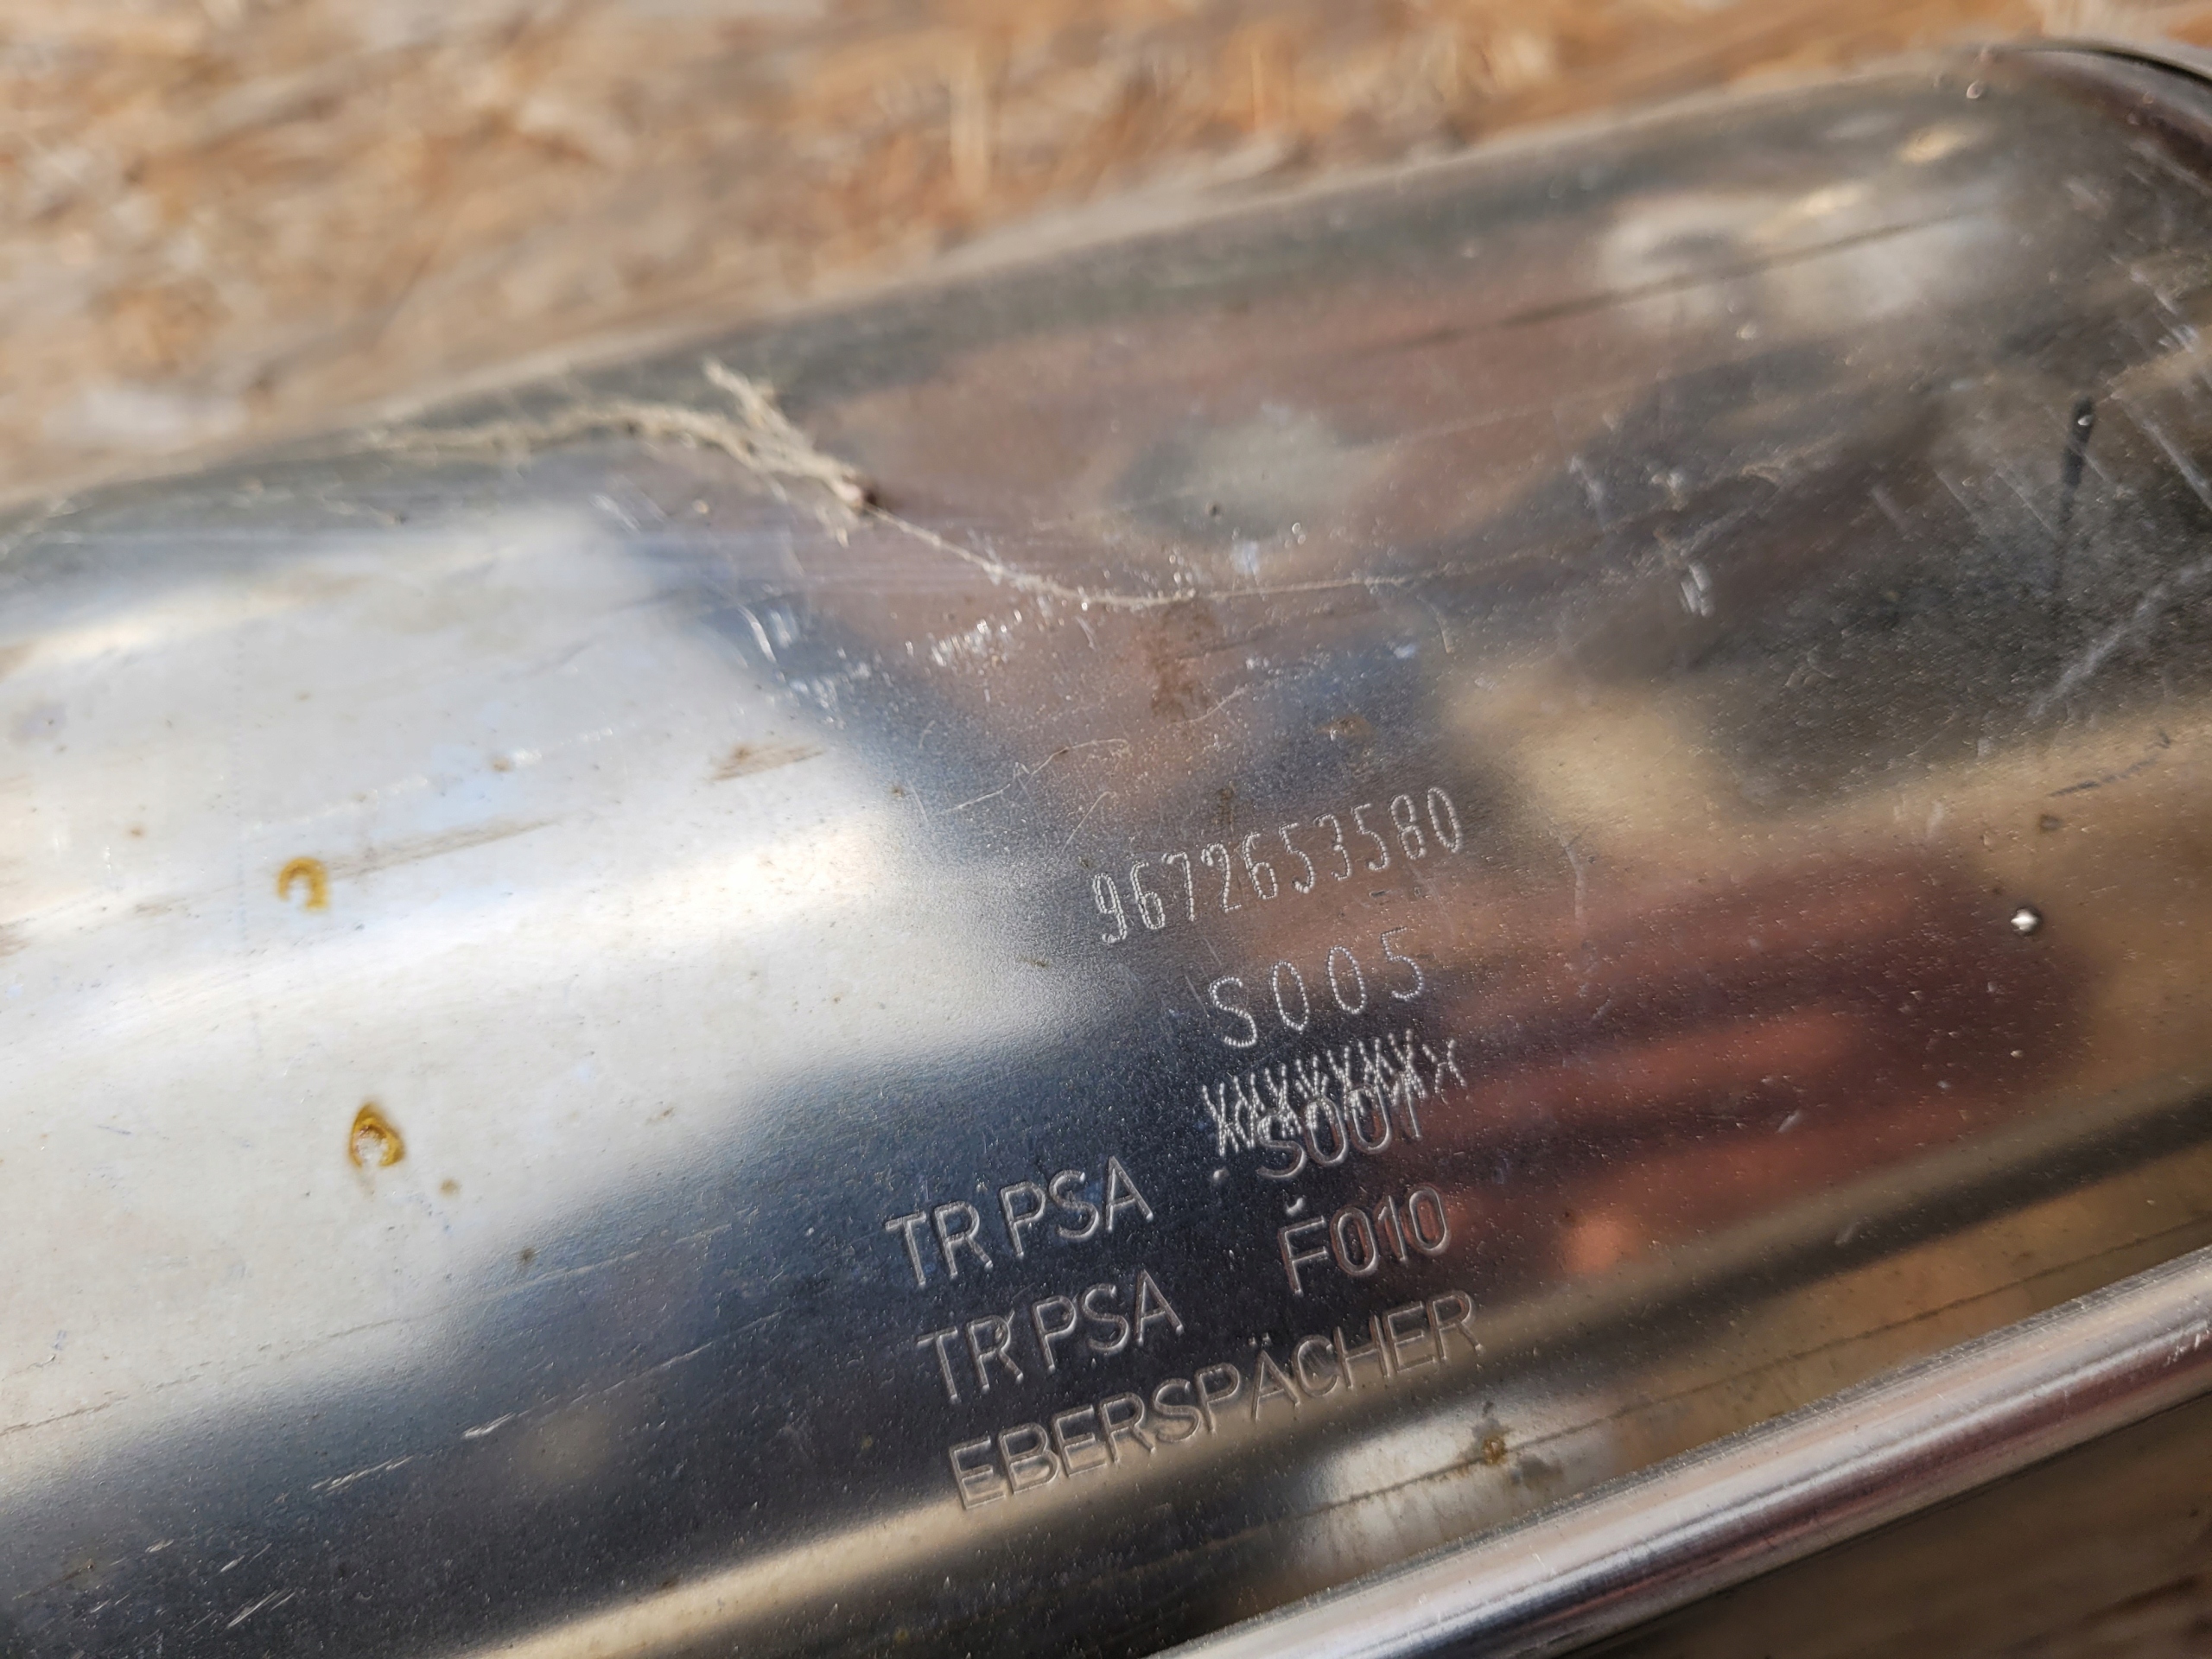 9672653580
S005
TR PSA S001
TR PSA F010
EBERSPÄCHER